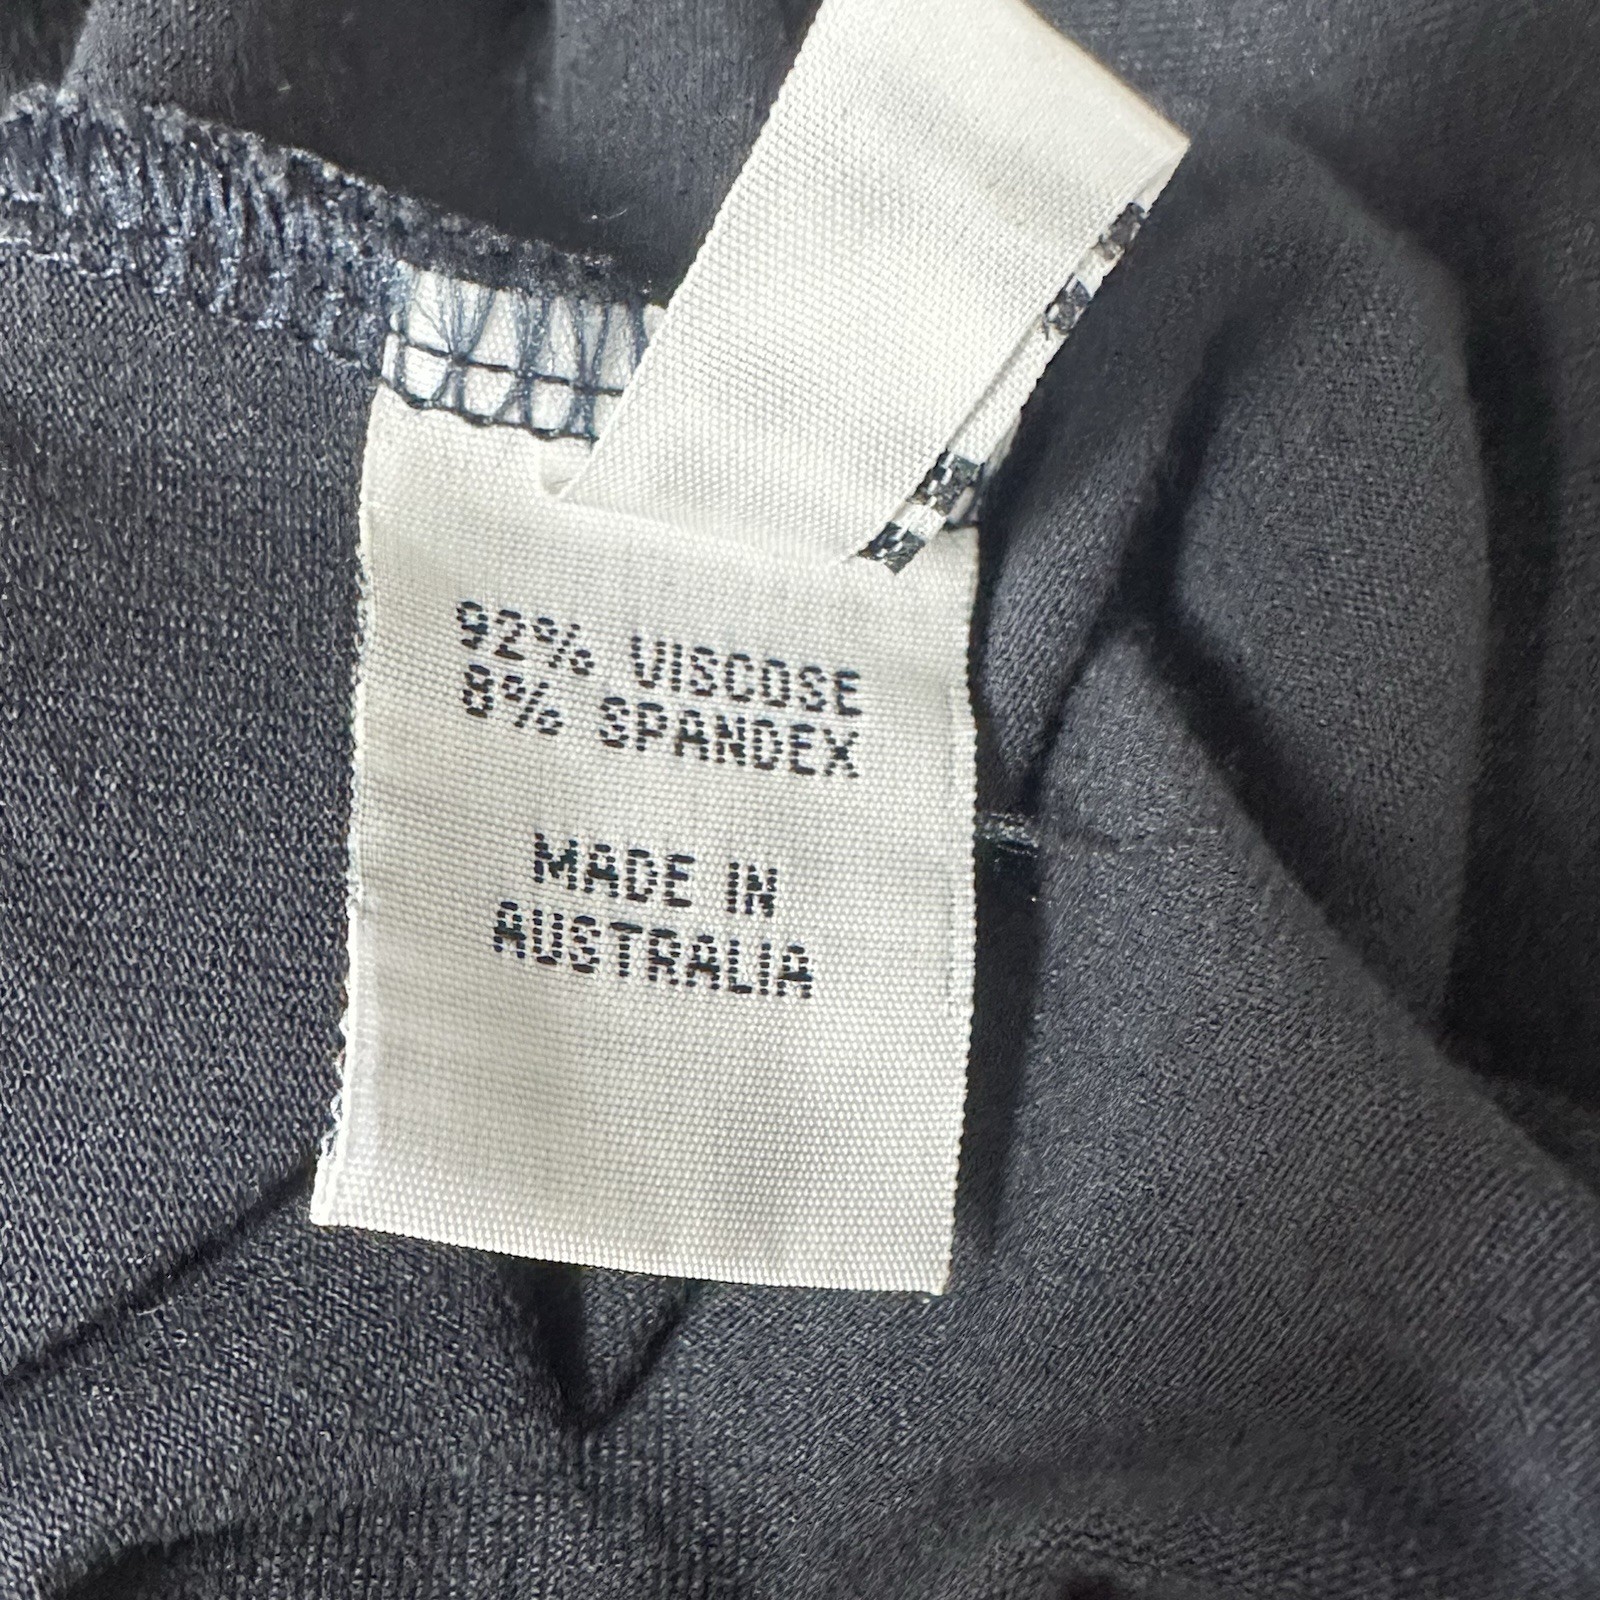 92% VISCOSE
8% SPANDEX
MADE IN
AUSTRALIA